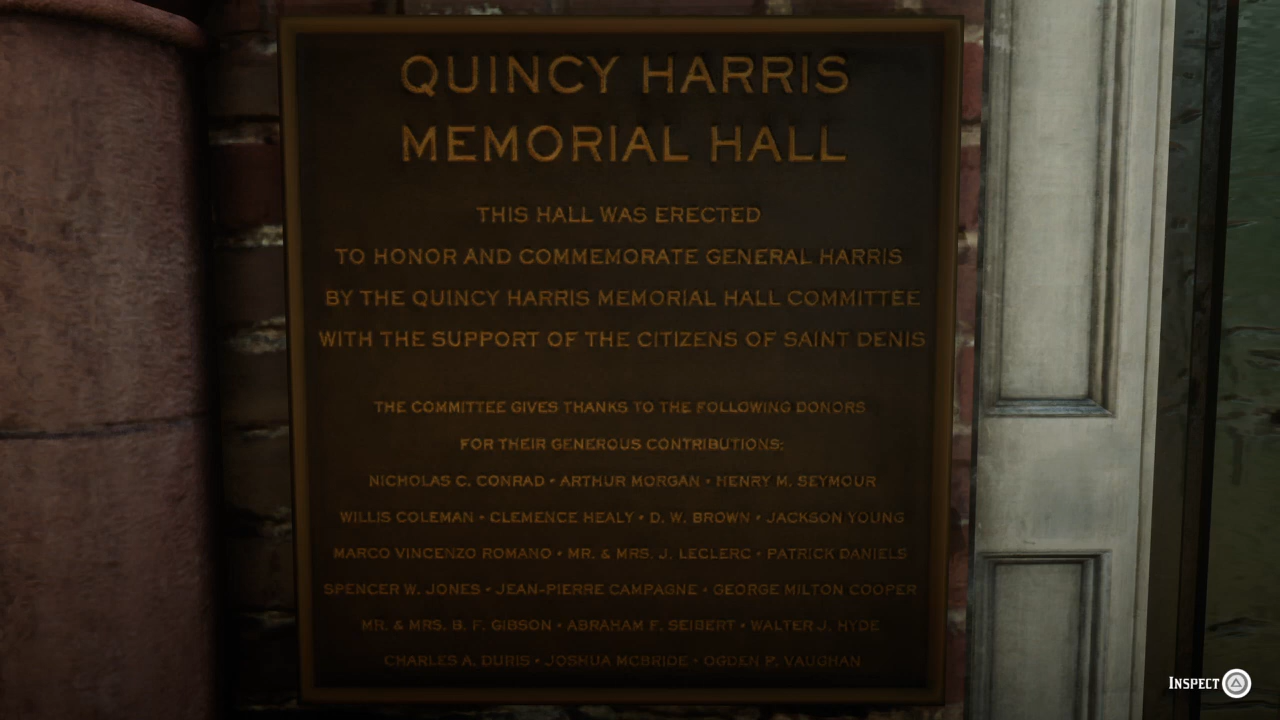 QUINCY HARRIS
MEMORIAL HALL
THIS HALL WAS ERECTED
TO HONOR AND COMMEMORATE GENERAL HARRIS
BY THE QUINCY HARRIS MEMORIAL HALL COMMITTEE
WITH THE SUPPORT OF THE CITIZENS OF SAINT DENIS
THE COMMITTEE GIVES THANKS TO THE FOLLOWING DONORS
FOR THEIR GENEROUS CONTRIBUTIONS:
NICHOLAS C. CONRAD • ARTHUR MORGAN • HENRY M. SEYMOUR
WILLIS COLEMAN • CLEMENCE HEALY • D. W. BROWN • JACKSON YOUNG
MARCO VINCENZO ROMANO • MR. & MRS. J. LECLERC • PATRICK DANIELS
SPENCER W. JONES • JEAN-PIERRE CAMPAGNE • GEORGE MILTON COOPER
MR. & MRS. B. F. GIBSON • ABRAHAM F. SEIBERT • WALTER J. HYDE
CHARLES A. DURIS • JOSHUA MCBRIDE • OGDEN P. VAUGHAN
INSPECT